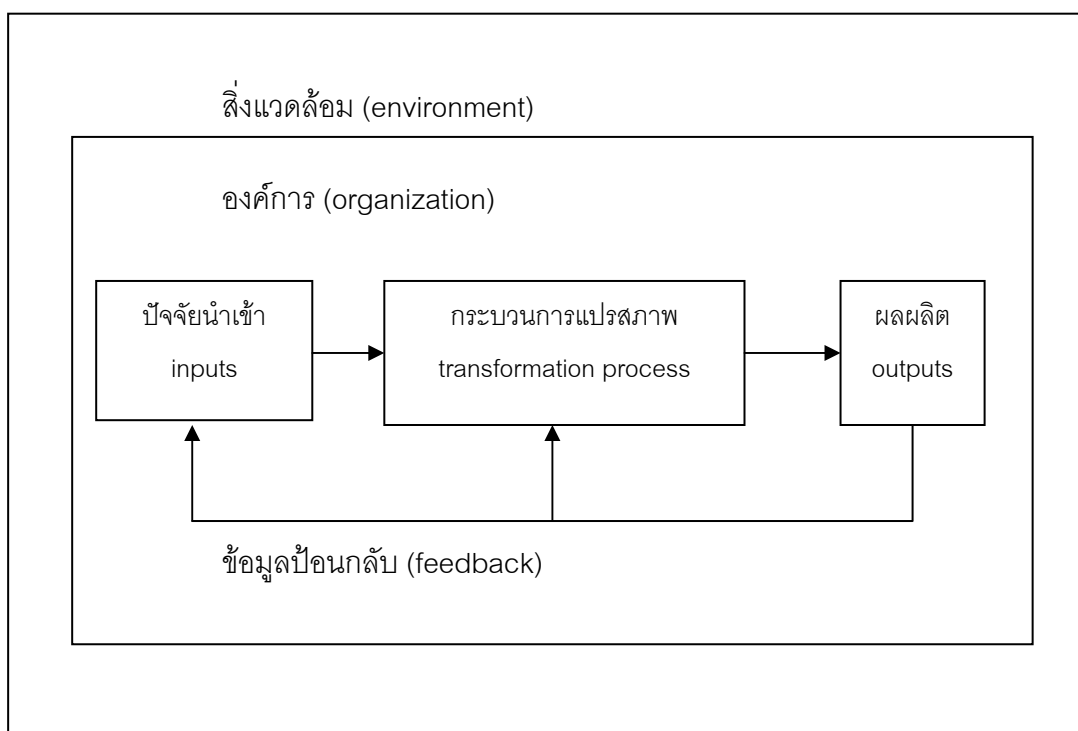 สิ่งแวดล้อม (environment)
องค์การ (organization)
ปัจจัยนำเข้า
inputs
กระบวนการแปรสภาพ
transformation process
ผลผลิต
outputs
ข้อมูลป้อนกลับ (feedback)